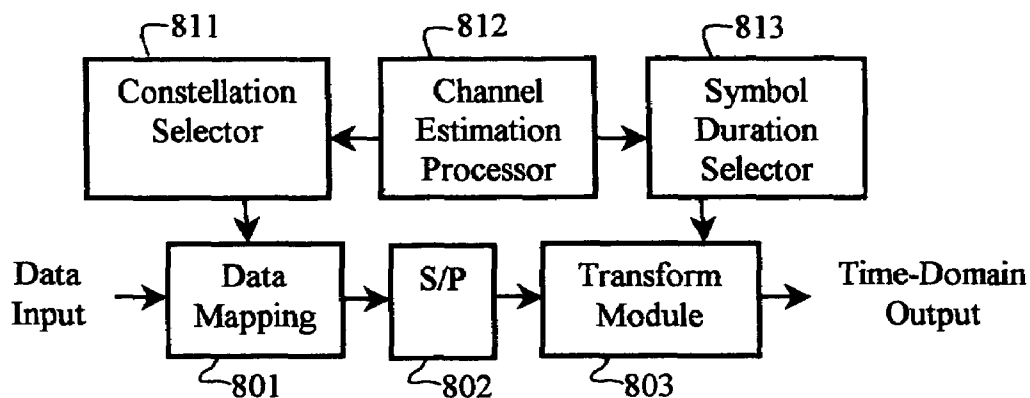 811
812
813
Constellation
Selector
Channel
Estimation
Processor
Symbol
Duration
Selector
Data
Input
Data
Mapping
S/P
Transform
Module
Time-Domain
Output
801
802
803